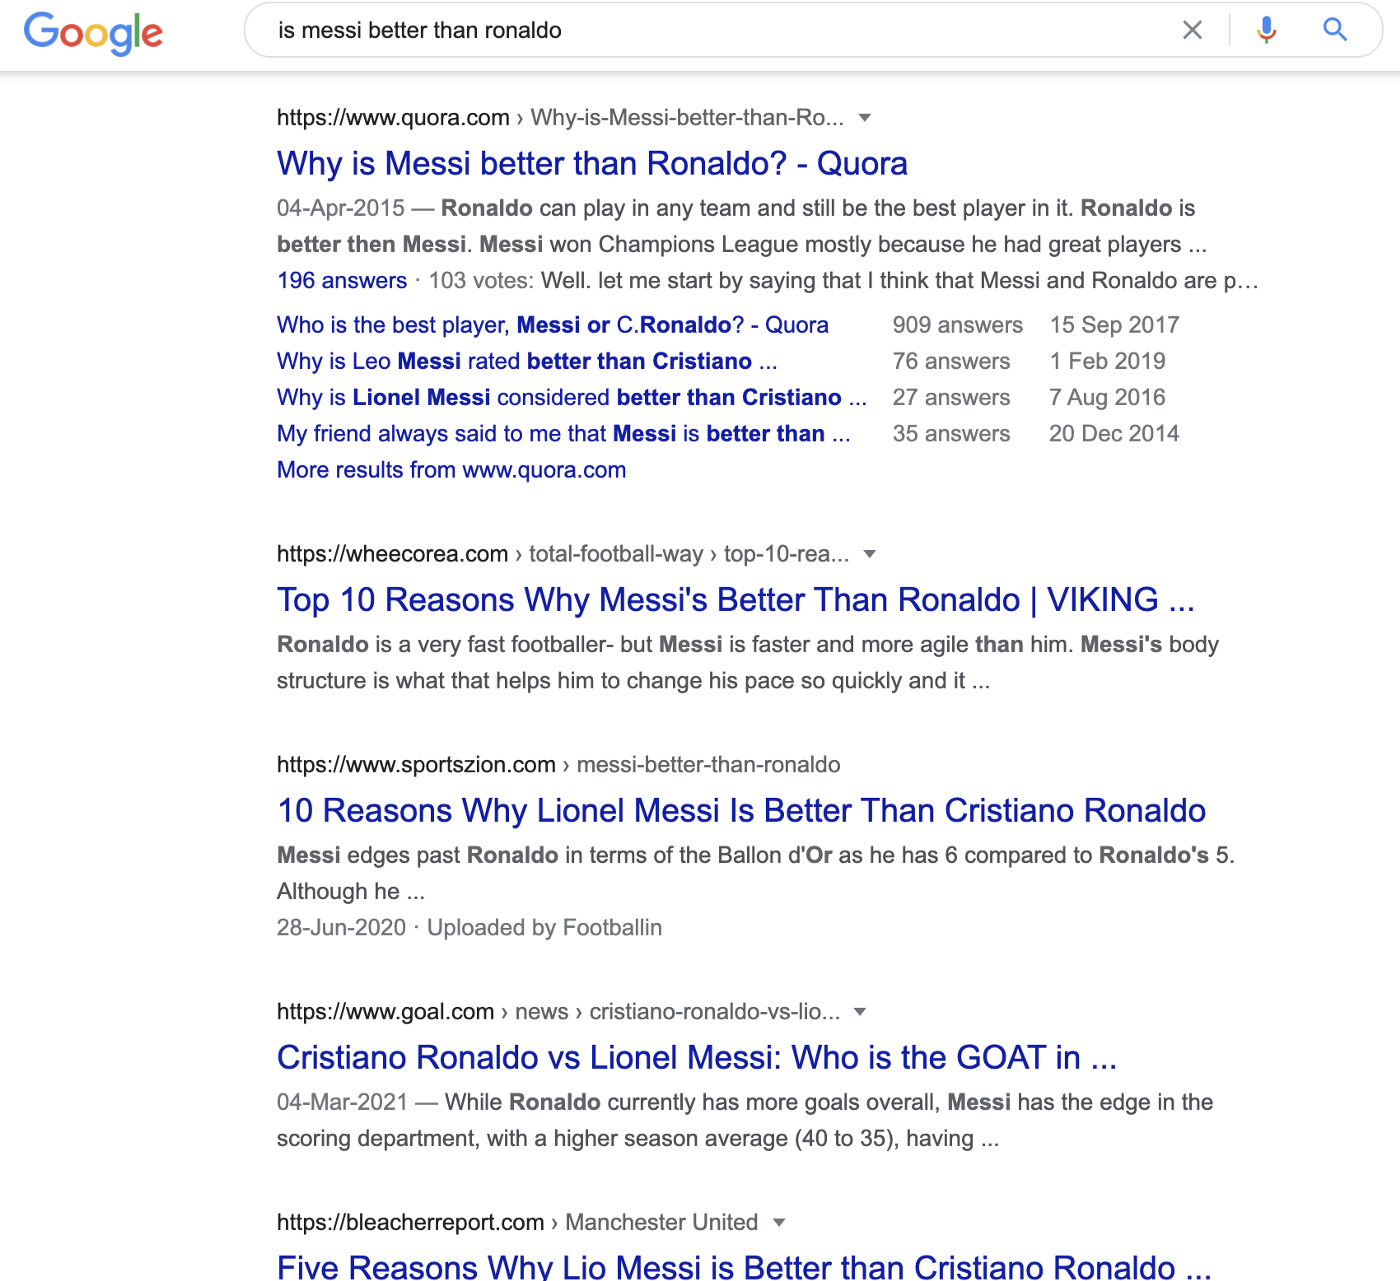 Google
is messi better than ronaldo
https://www.quora.com › Why-is-Messi-better-than-Ro...
Why is Messi better than Ronaldo? - Quora
04-Apr-2015 — Ronaldo can play in any team and still be the best player in it. Ronaldo is
better then Messi. Messi won Champions League mostly because he had great players ...
196 answers · 103 votes: Well. let me start by saying that I think that Messi and Ronaldo are p...
Who is the best player, Messi or C.Ronaldo? - Quora 909 answers 15 Sep 2017
Why is Leo Messi rated better than Cristiano ... 76 answers 1 Feb 2019
Why is Lionel Messi considered better than Cristiano ... 27 answers 7 Aug 2016
My friend always said to me that Messi is better than ... 35 answers 20 Dec 2014
More results from www.quora.com
https://wheecorea.com › total-football-way › top-10-rea...
Top 10 Reasons Why Messi's Better Than Ronaldo | VIKING ...
Ronaldo is a very fast footballer- but Messi is faster and more agile than him. Messi's body
structure is what that helps him to change his pace so quickly and it ...
https://www.sportszion.com › messi-better-than-ronaldo
10 Reasons Why Lionel Messi Is Better Than Cristiano Ronaldo
Messi edges past Ronaldo in terms of the Ballon d'Or as he has 6 compared to Ronaldo's 5.
Although he ...
28-Jun-2020 · Uploaded by Footballin
https://www.goal.com › news › cristiano-ronaldo-vs-lio...
Cristiano Ronaldo vs Lionel Messi: Who is the GOAT in ...
04-Mar-2021 — While Ronaldo currently has more goals overall, Messi has the edge in the
scoring department, with a higher season average (40 to 35), having ...
https://bleacherreport.com › Manchester United
Five Reasons Why Lio Messi is Better than Cristiano Ronaldo ...